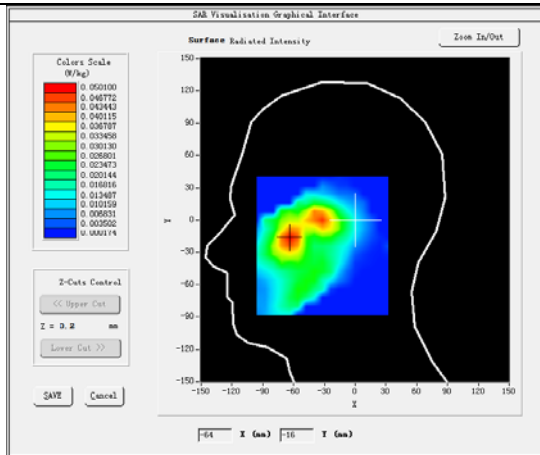 SAR Visualisation Graphical Interface
Surface Radiated Intensity
Zoom In/Out
Colors Scale
(W/kg)
0.050100
0.046772
0.043443
0.040115
0.036787
0.033458
0.030130
0.026801
0.023473
0.020144
0.016816
0.013487
0.010159
0.006831
0.003502
0.000174
Z-Cuts Control
<< Upper Cut
Z = 0.2 mm
Lower Cut >>
SAVE Cancel
150
120
90
60
30
0
-30
-60
-90
-120
-150
Y
-150 -120 -90 -60 -30 0 30 60 90 120 150
X
-64 X (mm) -16 Y (mm)